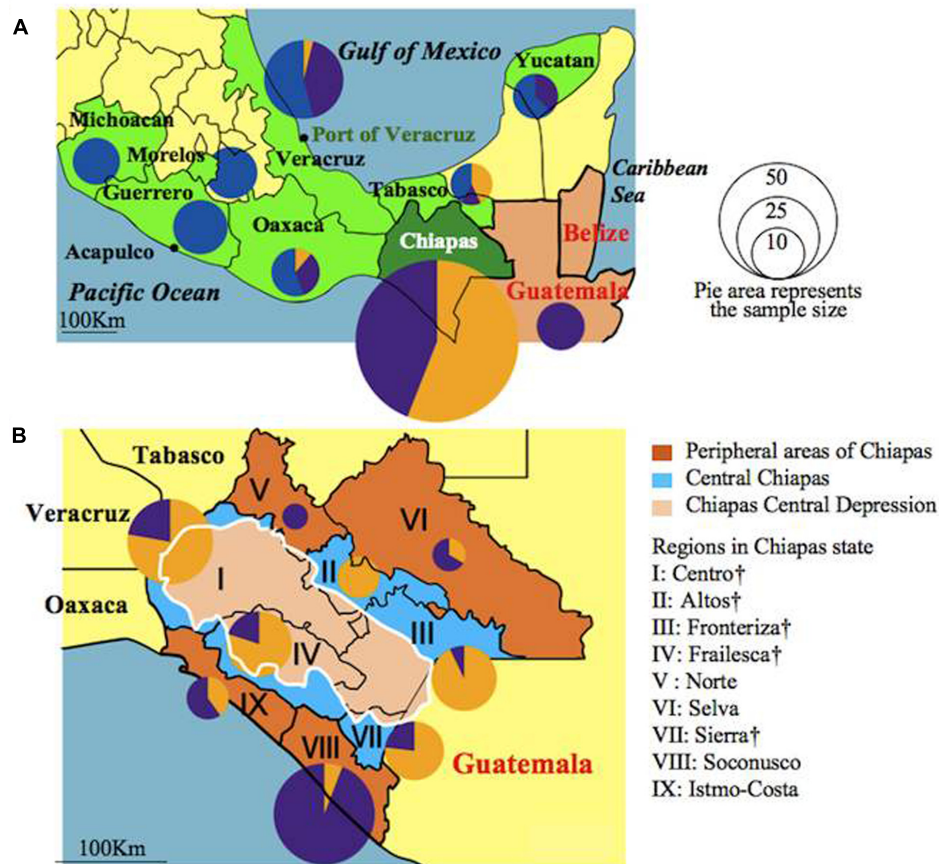 A
Gulf of Mexico
Yucatan
Michoacan
Port of Veracruz
Morelos
Veracruz
Caribbean
Sea
Guerrero
Tabasco
Oaxaca
Chiapas
Belize
Acapulco
Pacific Ocean
Guatemala
100Km
50
25
10
Pie area represents
the sample size
B
Tabasco
Veracruz
Oaxaca
V
VI
I
II
III
IV
IX
VIII
VII
Guatemala
100Km
Peripheral areas of Chiapas
Central Chiapas
Chiapas Central Depression
Regions in Chiapas state
I: Centro†
II: Altos†
III: Fronteriza†
IV: Frailesca†
V : Norte
VI: Selva
VII: Sierra†
VIII: Soconusco
IX: Istmo-Costa